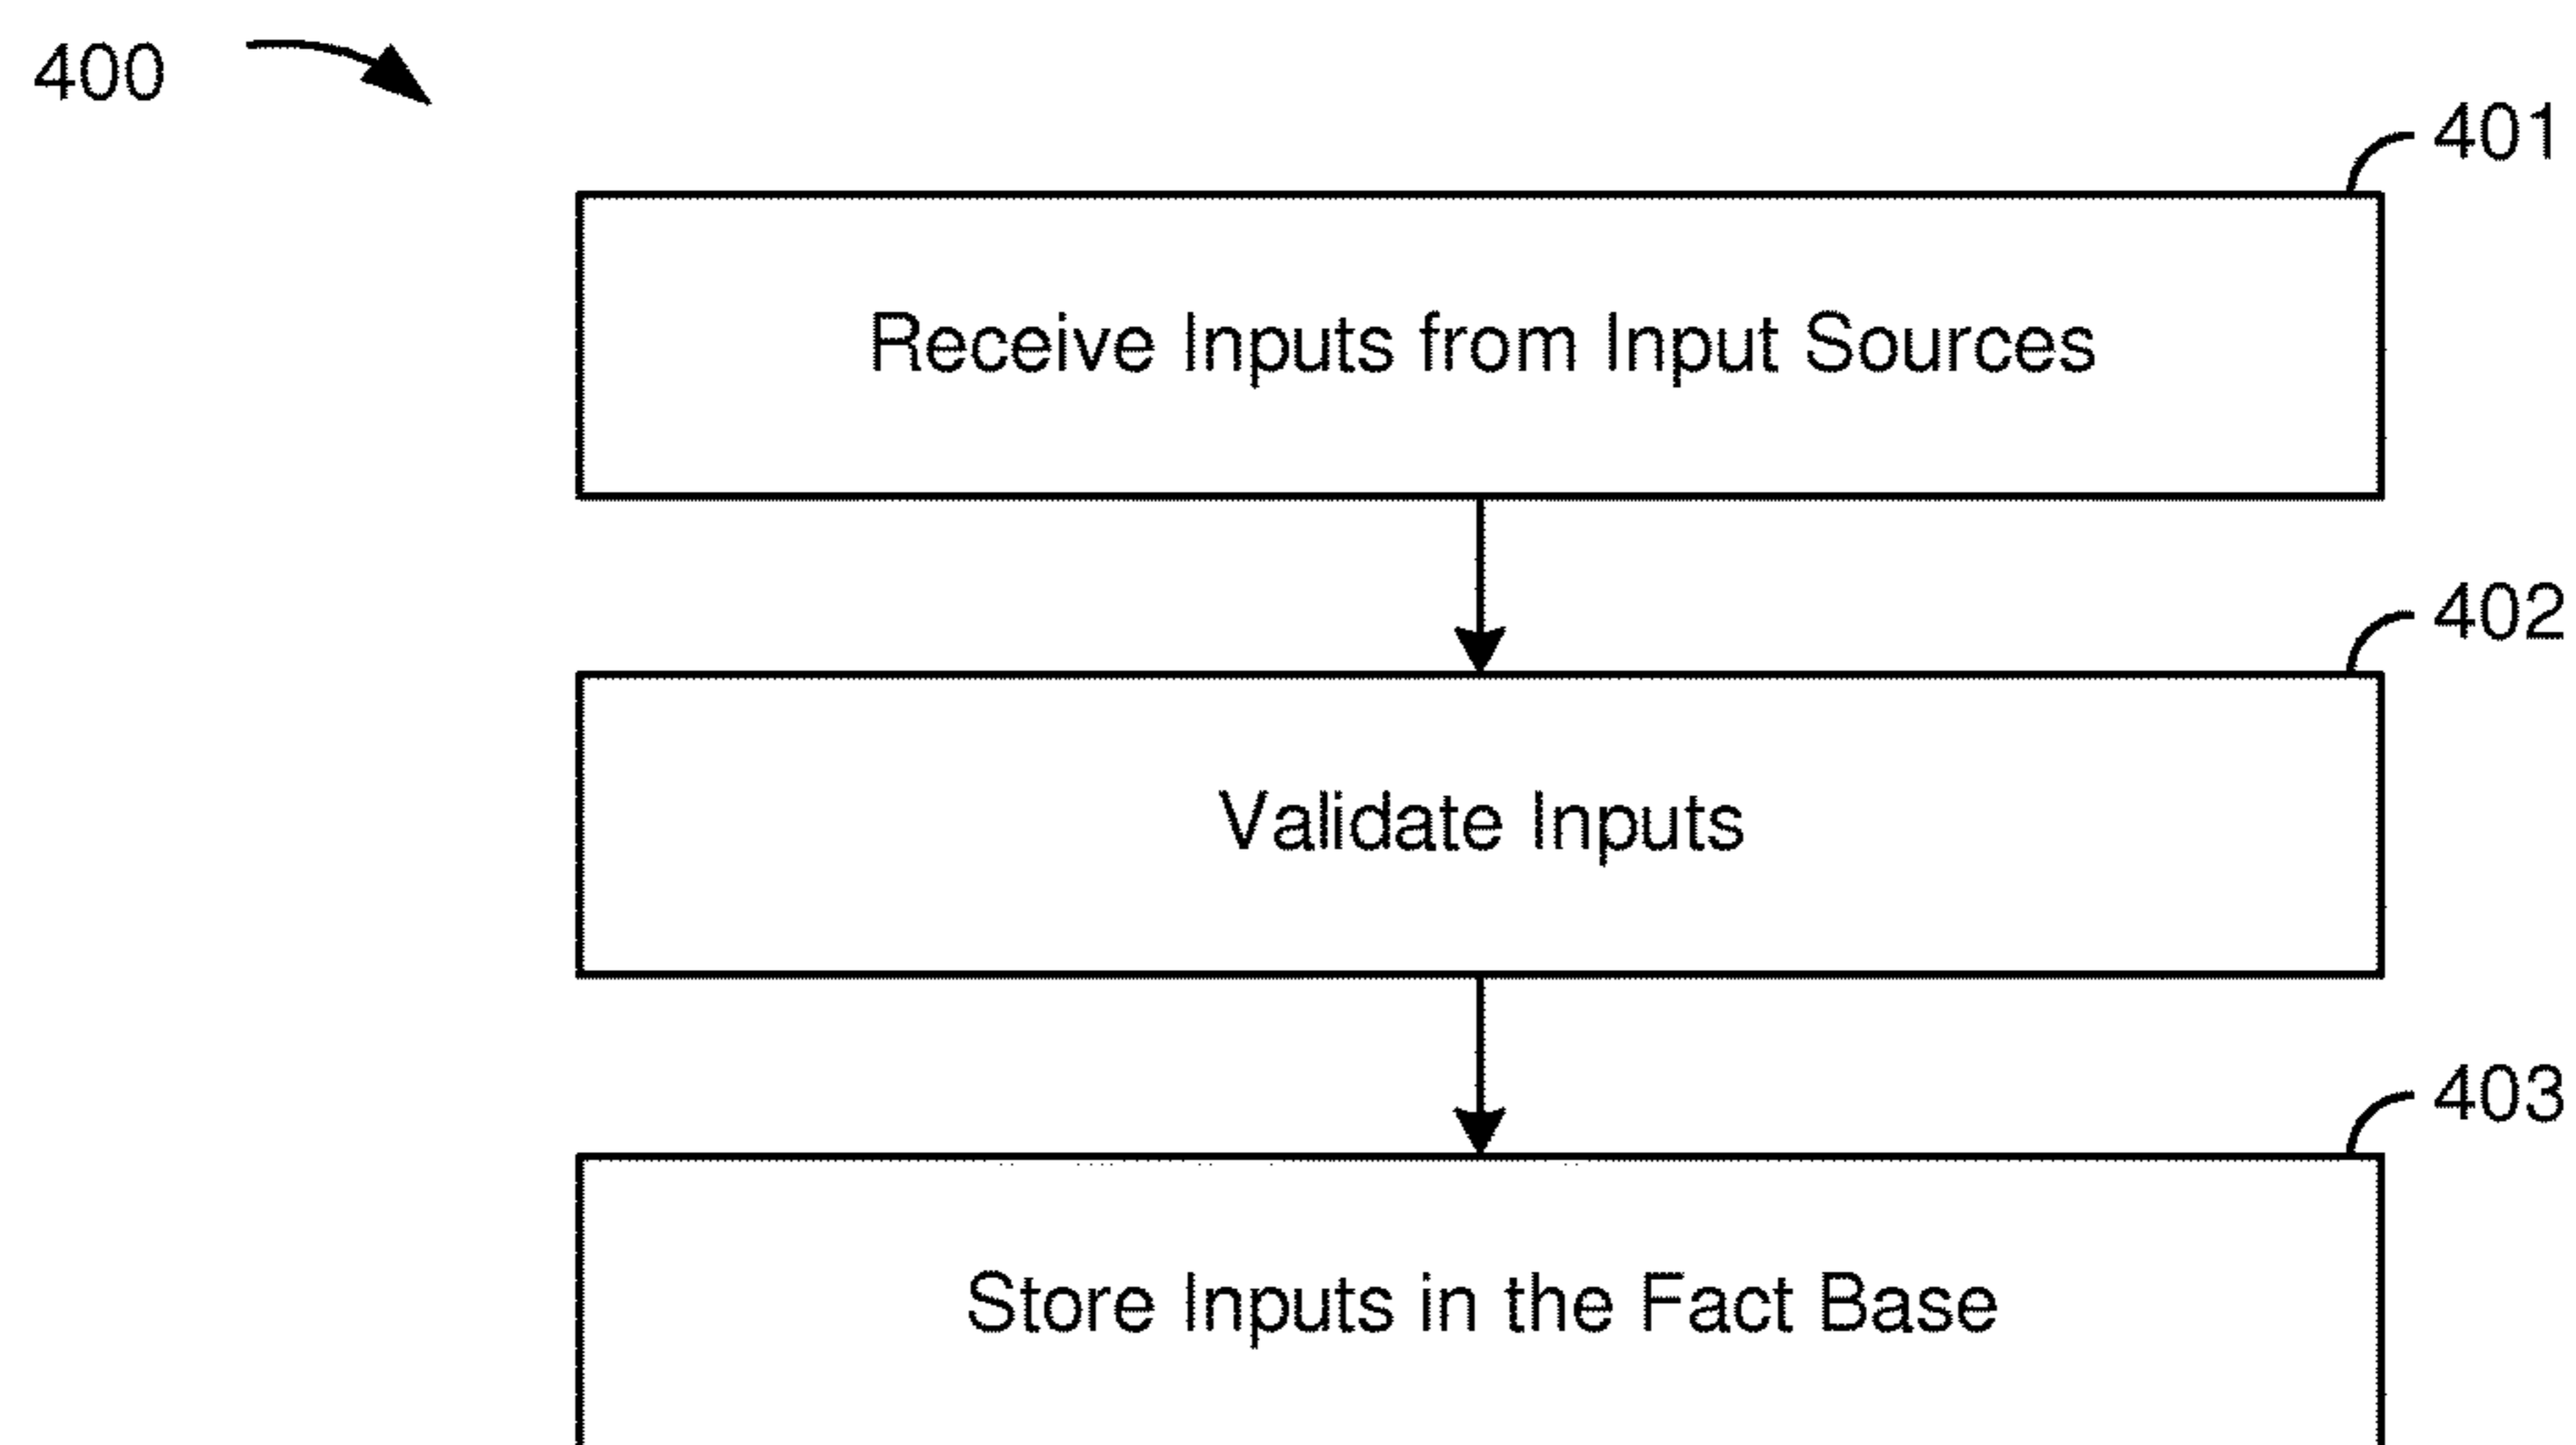 400
401
Receive Inputs from Input Sources
402
Validate Inputs
403
Store Inputs in the Fact Base